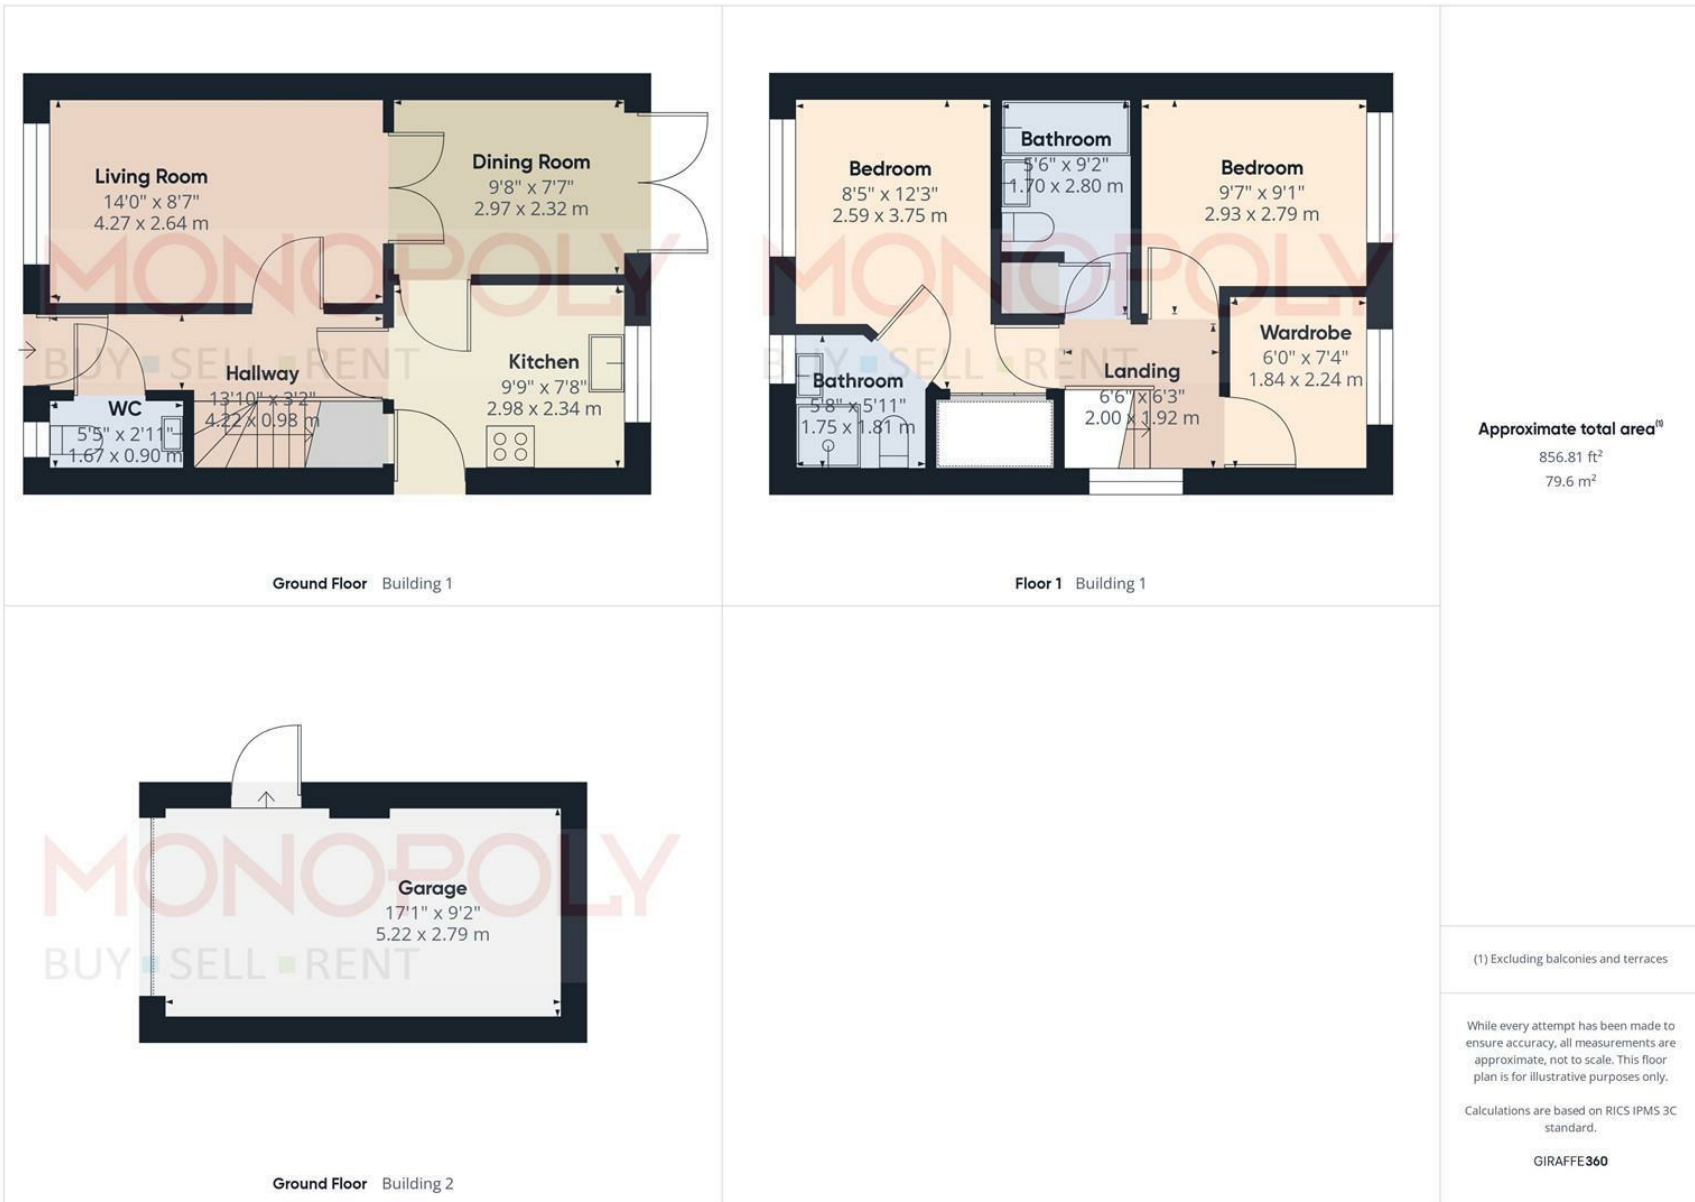 Living Room
14'0" x 8'7"
4.27 x 2.64 m
Dining Room
9'8" x 7'7"
2.97 x 2.32 m
MONOPOLY
BUY SELL RENT
Hallway
13'10" x 3'2"
4.22 x 0.98 m
Kitchen
9'9" x 7'8"
2.98 x 2.34 m
WC
5'5" x 2'11"
1.67 x 0.90 m
Ground Floor Building 1
Bedroom
8'5" x 12'3"
2.59 x 3.75 m
Bathroom
5'6" x 9'2"
1.70 x 2.80 m
Bedroom
9'7" x 9'1"
2.93 x 2.79 m
MONOPOLY
BUY SELL RENT
Bathroom
5'8" x 5'11"
1.75 x 1.81 m
Landing
6'6" x 6'3"
2.00 x 1.92 m
Wardrobe
6'0" x 7'4"
1.84 x 2.24 m
Floor 1 Building 1
Approximate total area(1)
856.81 ft²
79.6 m²
MONOPOLY
BUY SELL RENT
Garage
17'1" x 9'2"
5.22 x 2.79 m
Ground Floor Building 2
(1) Excluding balconies and terraces
While every attempt has been made to
ensure accuracy, all measurements are
approximate, not to scale. This floor
plan is for illustrative purposes only.
Calculations are based on RICS IPMS 3C
standard.
GIRAFFE360